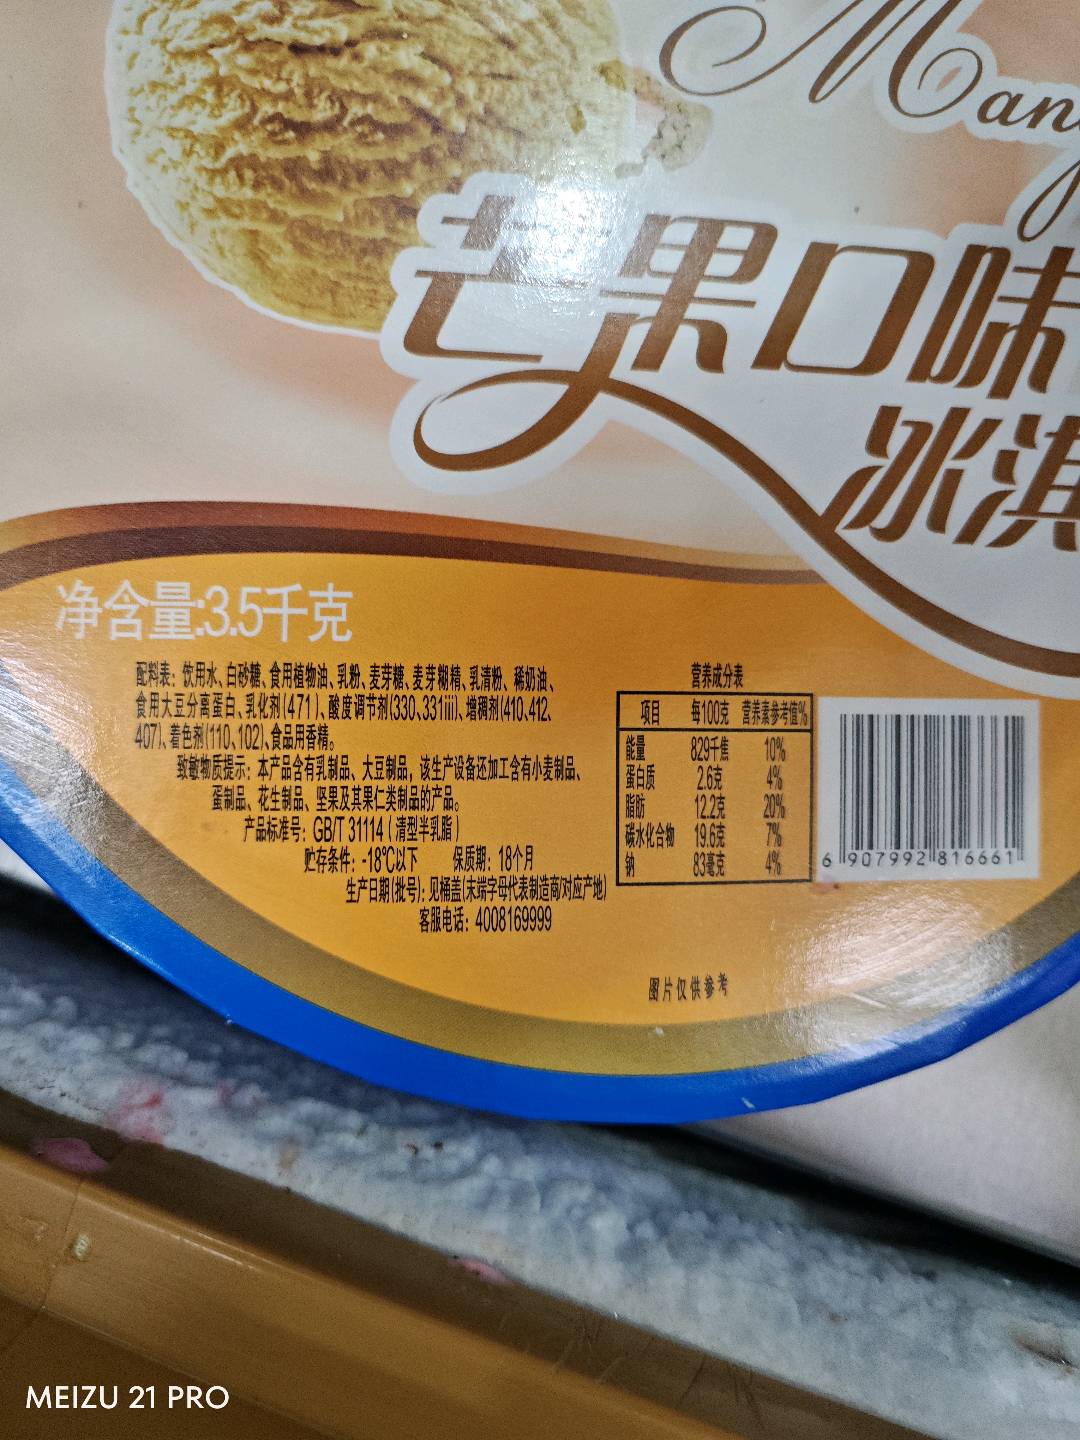 Mang
芒果口味
冰淇
净含量:3.5千克
配料表：饮用水、白砂糖、食用植物油、乳粉、麦芽糖、麦芽糊精、乳清粉、稀奶油、
食用大豆分离蛋白、乳化剂(471)、酸度调节剂(330、331iii)、增稠剂(410、412、
407)、着色剂(110、102)、食品用香精。
致敏物质提示：本产品含有乳制品、大豆制品，该生产设备还加工含有小麦制品、
蛋制品、花生制品、坚果及其果仁类制品的产品。
产品标准号：GB/T 31114（清型半乳脂）
贮存条件：-18℃以下 保质期：18个月
生产日期(批号)：见桶盖(末端字母代表制造商/对应产地)
客服电话：4008169999
营养成分表
项目 每100克 营养素参考值%
能量 829千焦 10%
蛋白质 2.6克 4%
脂肪 12.2克 20%
碳水化合物 19.6克 7%
钠 83毫克 4%
6 907992 816661
图片仅供参考
MEIZU 21 PRO